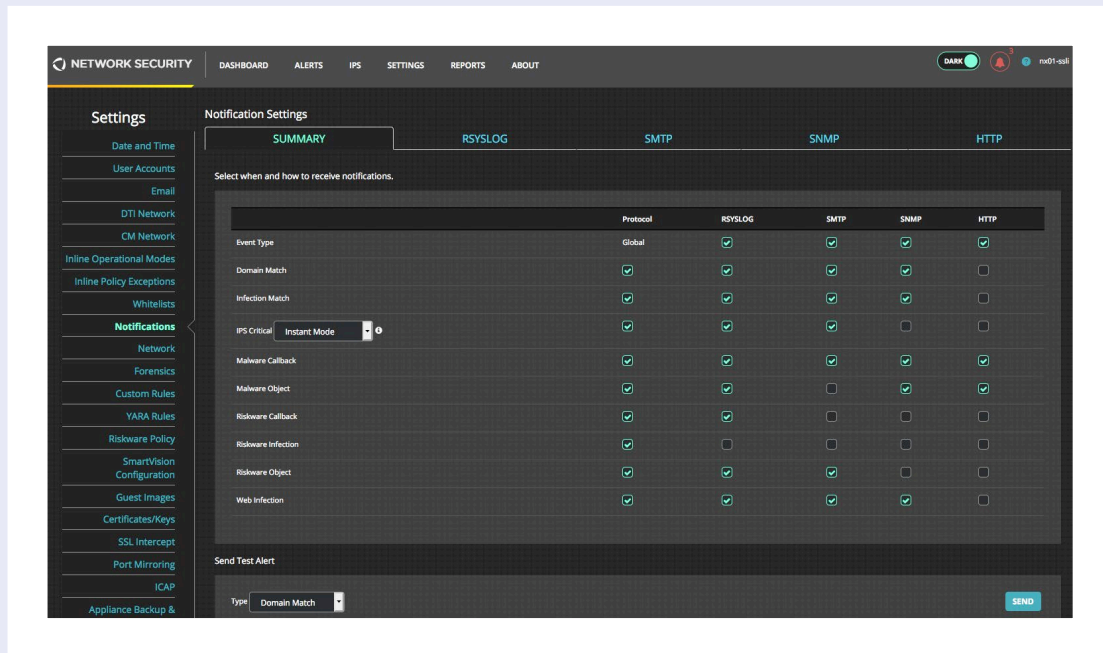 NETWORK SECURITY DASHBOARD ALERTS IPS SETTINGS REPORTS ABOUT DARK 3 nx01-ssli
Settings
Date and Time
User Accounts
Email
DTI Network
CM Network
Inline Operational Modes
Inline Policy Exceptions
Whitelists
Notifications
Network
Forensics
Custom Rules
YARA Rules
Riskware Policy
SmartVision
Configuration
Guest Images
Certificates/Keys
SSL Intercept
Port Mirroring
ICAP
Appliance Backup &
Notification Settings
SUMMARY RSYSLOG SMTP SNMP HTTP
Select when and how to receive notifications.
Protocol RSYSLOG SMTP SNMP HTTP
Event Type Global
Domain Match
Infection Match
IPS Critical Instant Mode
Malware Callback
Malware Object
Riskware Callback
Riskware Infection
Riskware Object
Web Infection
Send Test Alert
Type Domain Match SEND